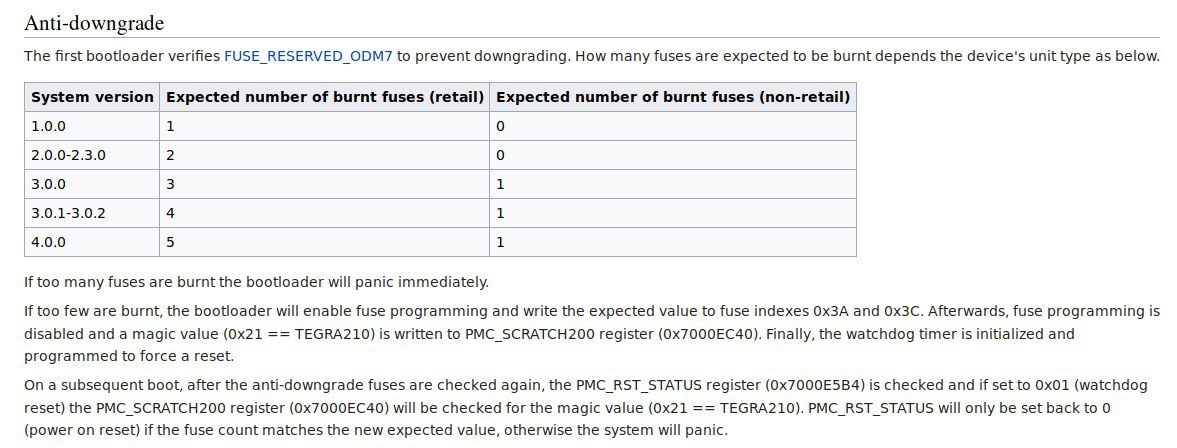 Anti-downgrade
The first bootloader verifies FUSE_RESERVED_ODM7 to prevent downgrading. How many fuses are expected to be burnt depends the device's unit type as below.
System version Expected number of burnt fuses (retail) Expected number of burnt fuses (non-retail)
1.0.0 1 0
2.0.0-2.3.0 2 0
3.0.0 3 1
3.0.1-3.0.2 4 1
4.0.0 5 1
If too many fuses are burnt the bootloader will panic immediately.
If too few are burnt, the bootloader will enable fuse programming and write the expected value to fuse indexes 0x3A and 0x3C. Afterwards, fuse programming is
disabled and a magic value (0x21 == TEGRA210) is written to PMC_SCRATCH200 register (0x7000EC40). Finally, the watchdog timer is initialized and
programmed to force a reset.
On a subsequent boot, after the anti-downgrade fuses are checked again, the PMC_RST_STATUS register (0x7000E5B4) is checked and if set to 0x01 (watchdog
reset) the PMC_SCRATCH200 register (0x7000EC40) will be checked for the magic value (0x21 == TEGRA210). PMC_RST_STATUS will only be set back to 0
(power on reset) if the fuse count matches the new expected value, otherwise the system will panic.